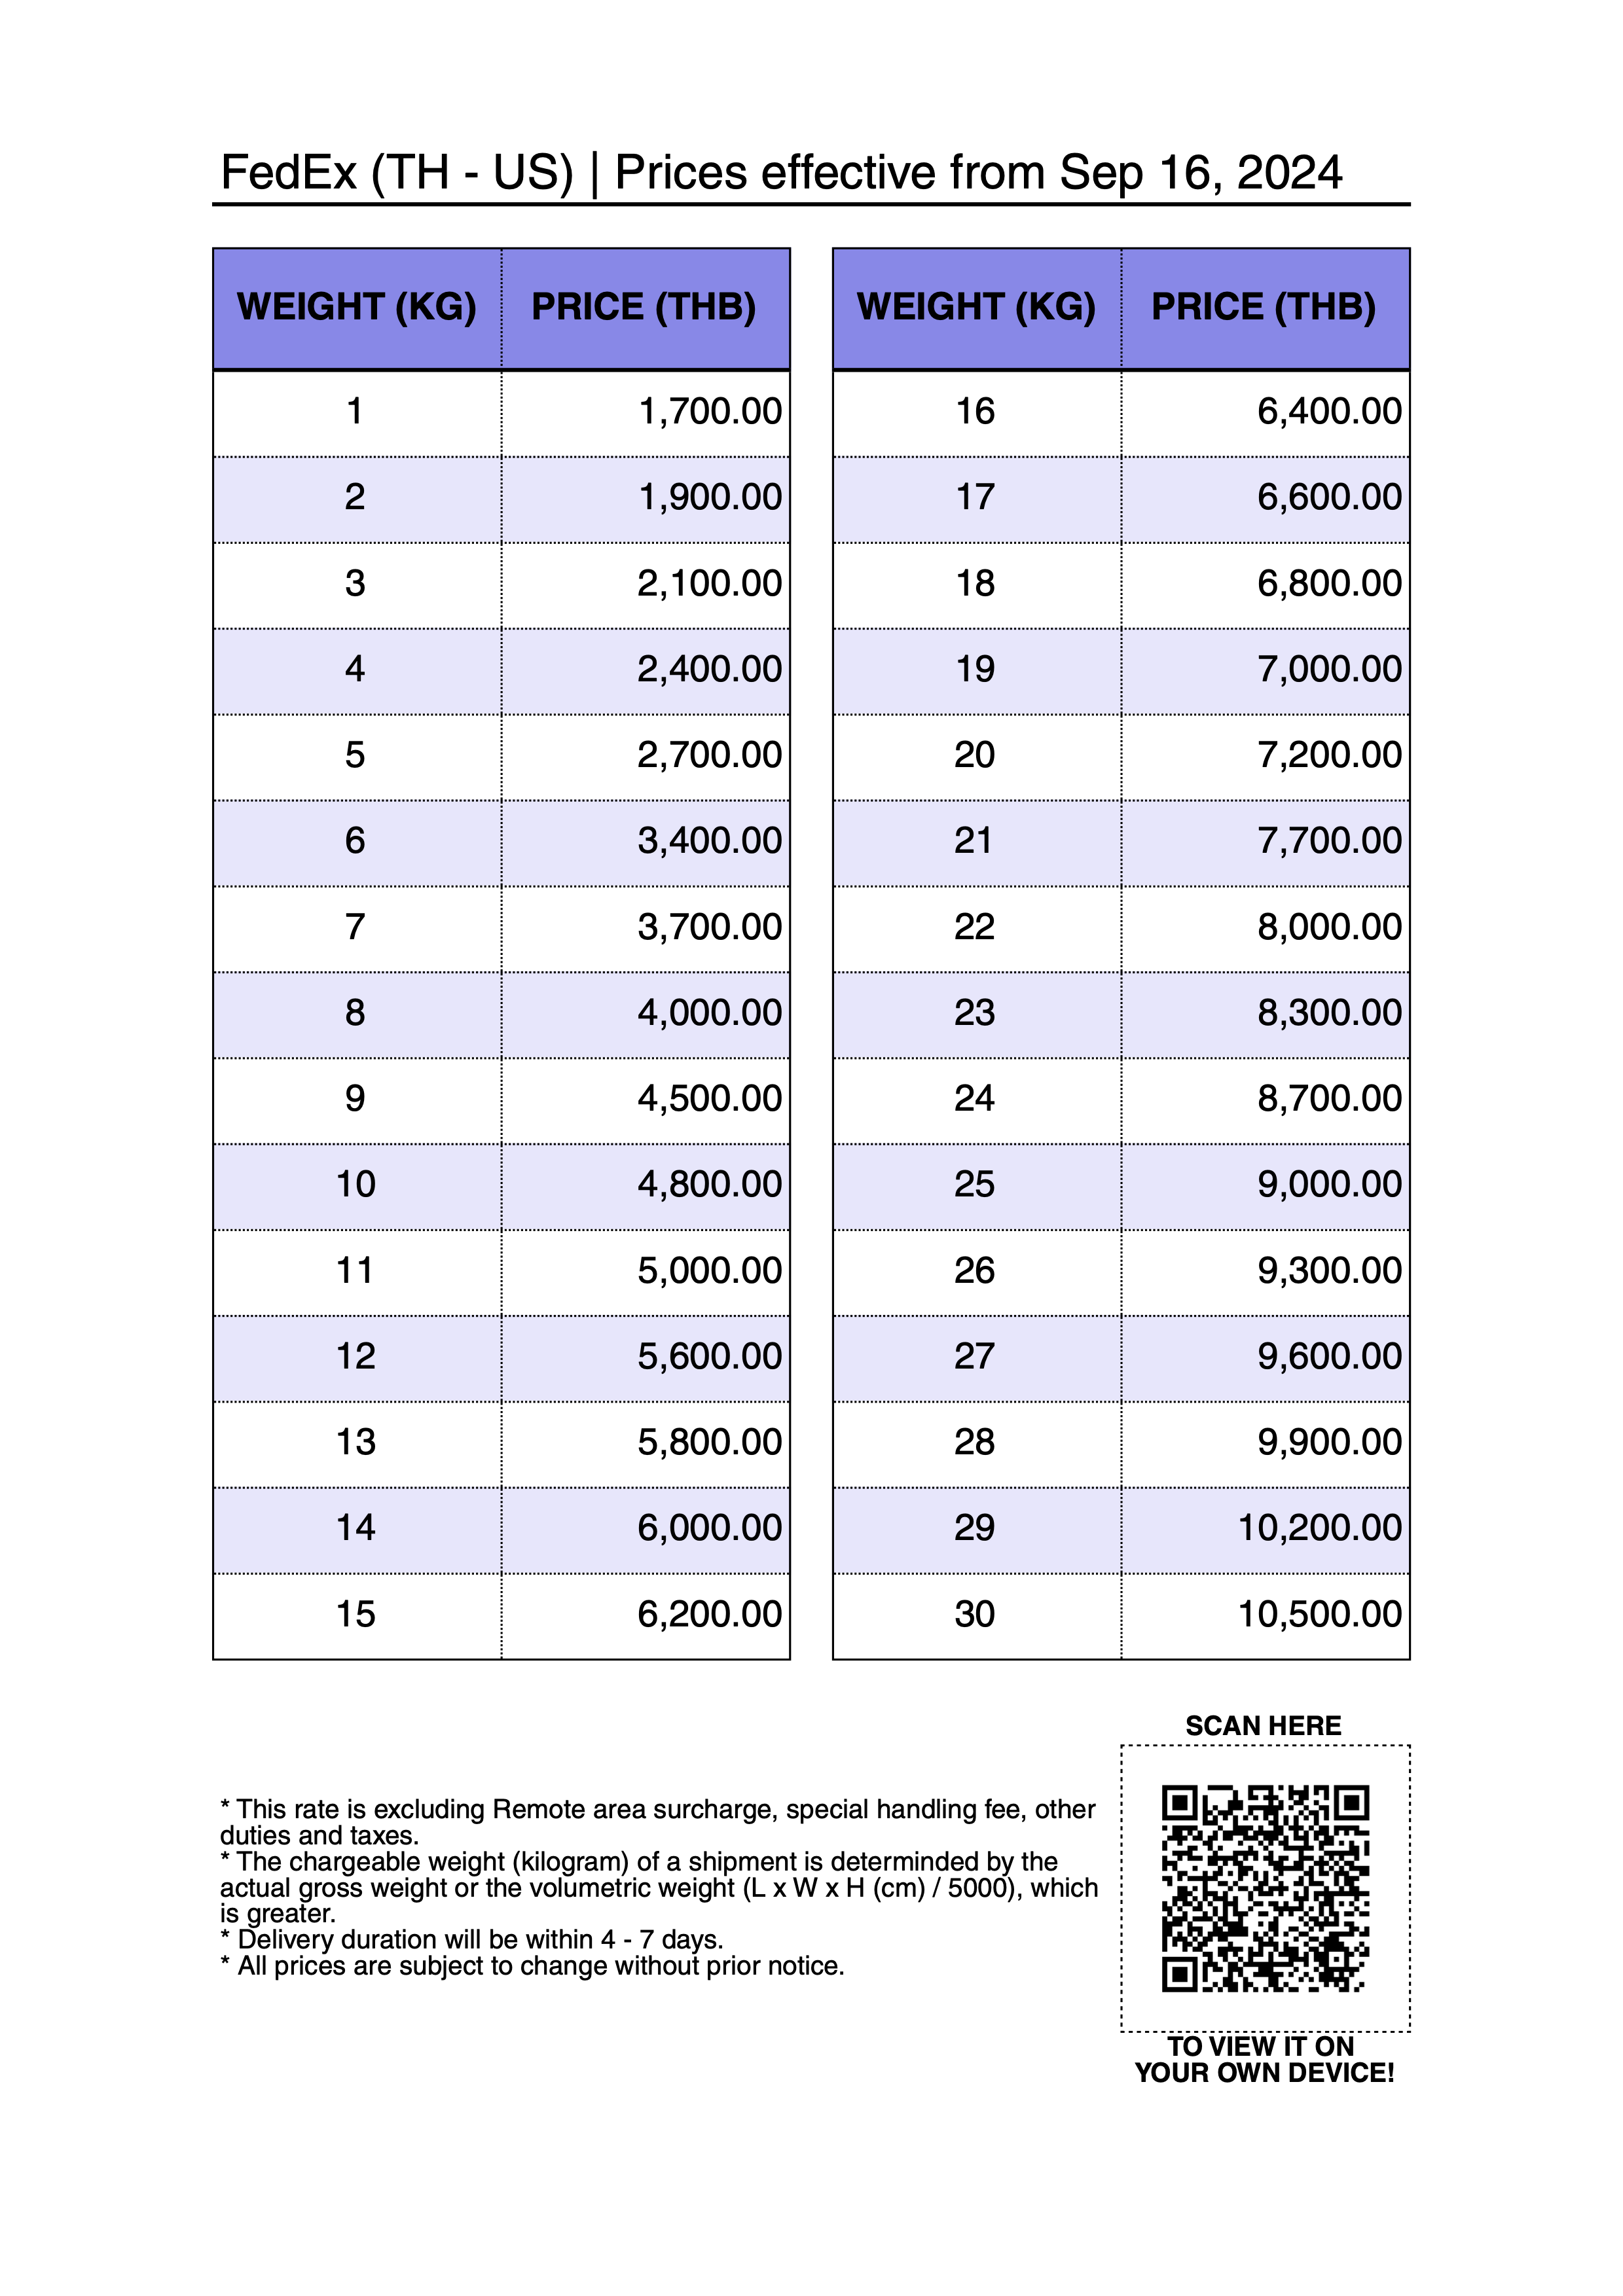 FedEx (TH - US) | Prices effective from Sep 16, 2024
WEIGHT (KG) PRICE (THB)
1 1,700.00
2 1,900.00
3 2,100.00
4 2,400.00
5 2,700.00
6 3,400.00
7 3,700.00
8 4,000.00
9 4,500.00
10 4,800.00
11 5,000.00
12 5,600.00
13 5,800.00
14 6,000.00
15 6,200.00
WEIGHT (KG) PRICE (THB)
16 6,400.00
17 6,600.00
18 6,800.00
19 7,000.00
20 7,200.00
21 7,700.00
22 8,000.00
23 8,300.00
24 8,700.00
25 9,000.00
26 9,300.00
27 9,600.00
28 9,900.00
29 10,200.00
30 10,500.00
* This rate is excluding Remote area surcharge, special handling fee, other
duties and taxes.
* The chargeable weight (kilogram) of a shipment is determinded by the
actual gross weight or the volumetric weight (L x W x H (cm) / 5000), which
is greater.
* Delivery duration will be within 4 - 7 days.
* All prices are subject to change without prior notice.
SCAN HERE
TO VIEW IT ON
YOUR OWN DEVICE!